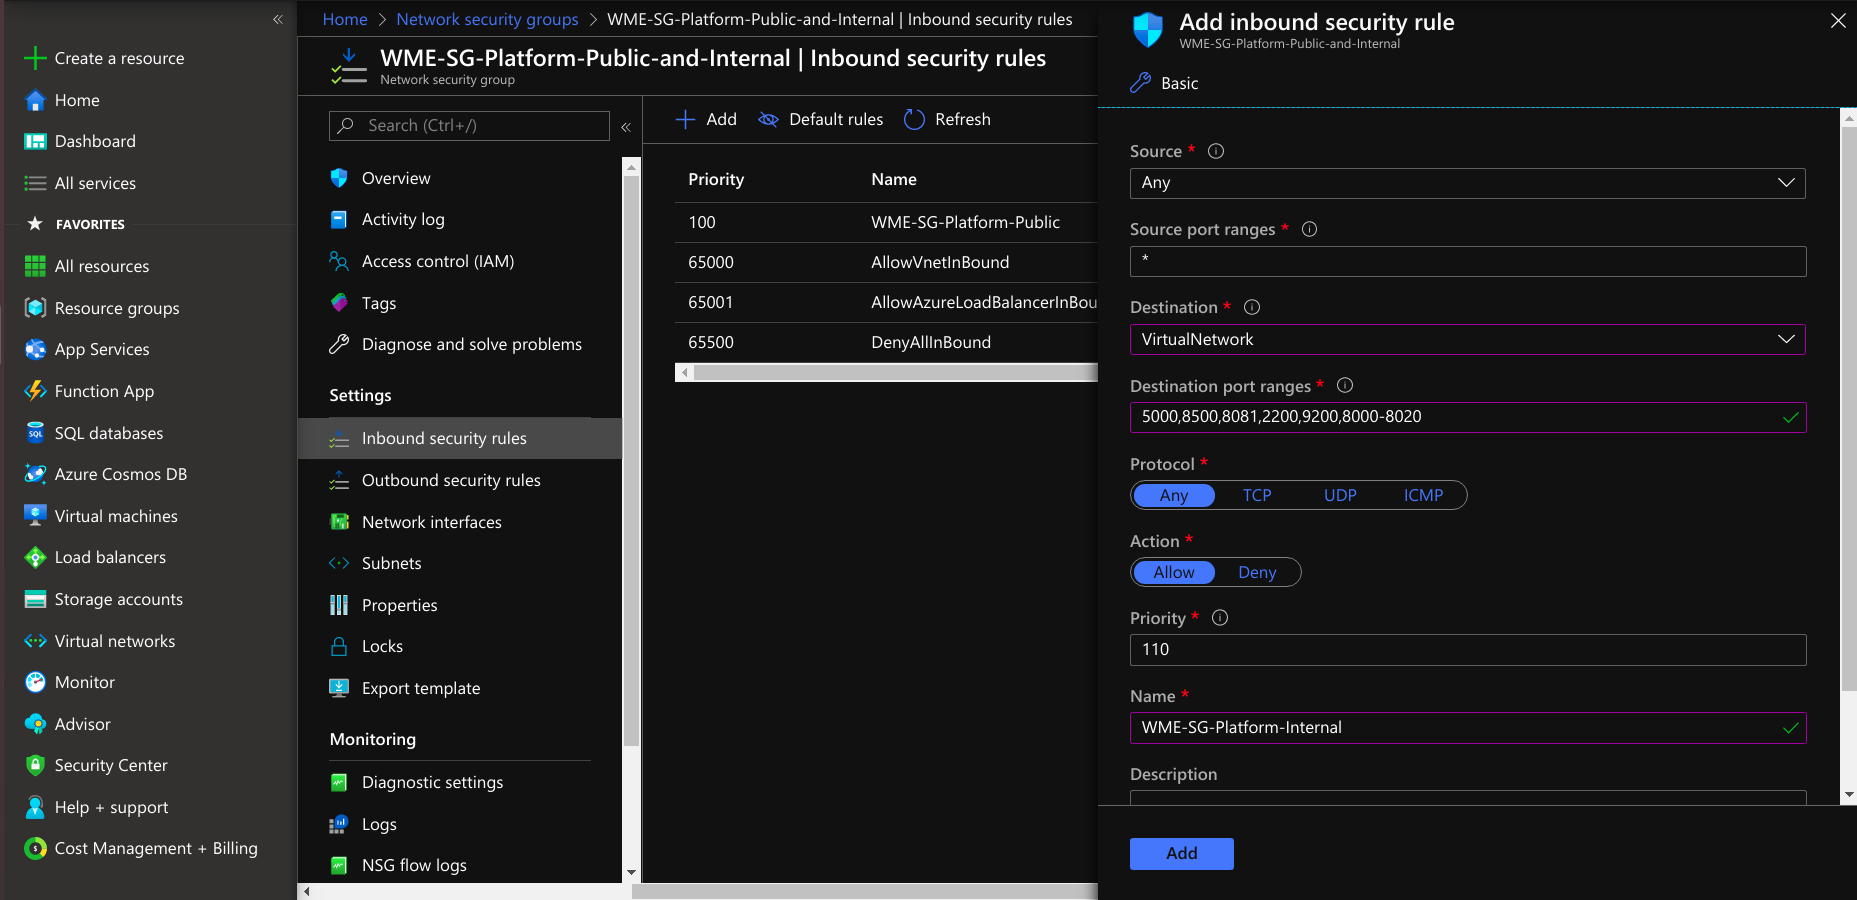 Create a resource
Home
Dashboard
All services
FAVORITES
All resources
Resource groups
App Services
Function App
SQL databases
Azure Cosmos DB
Virtual machines
Load balancers
Storage accounts
Virtual networks
Monitor
Advisor
Security Center
Help + support
Cost Management + Billing
Home > Network security groups > WME-SG-Platform-Public-and-Internal | Inbound security rules
WME-SG-Platform-Public-and-Internal | Inbound security rules
Network security group
Search (Ctrl+/)
Overview
Activity log
Access control (IAM)
Tags
Diagnose and solve problems
Settings
Inbound security rules
Outbound security rules
Network interfaces
Subnets
Properties
Locks
Export template
Monitoring
Diagnostic settings
Logs
NSG flow logs
Add Default rules Refresh
Priority Name
100 WME-SG-Platform-Public
65000 AllowVnetInBound
65001 AllowAzureLoadBalancerInBou
65500 DenyAllInBound
Add inbound security rule
WME-SG-Platform-Public-and-Internal
Basic
Source *
Any
Source port ranges *
*
Destination *
VirtualNetwork
Destination port ranges *
5000,8500,8081,2200,9200,8000-8020
Protocol *
Any TCP UDP ICMP
Action *
Allow Deny
Priority *
110
Name *
WME-SG-Platform-Internal
Description
Add